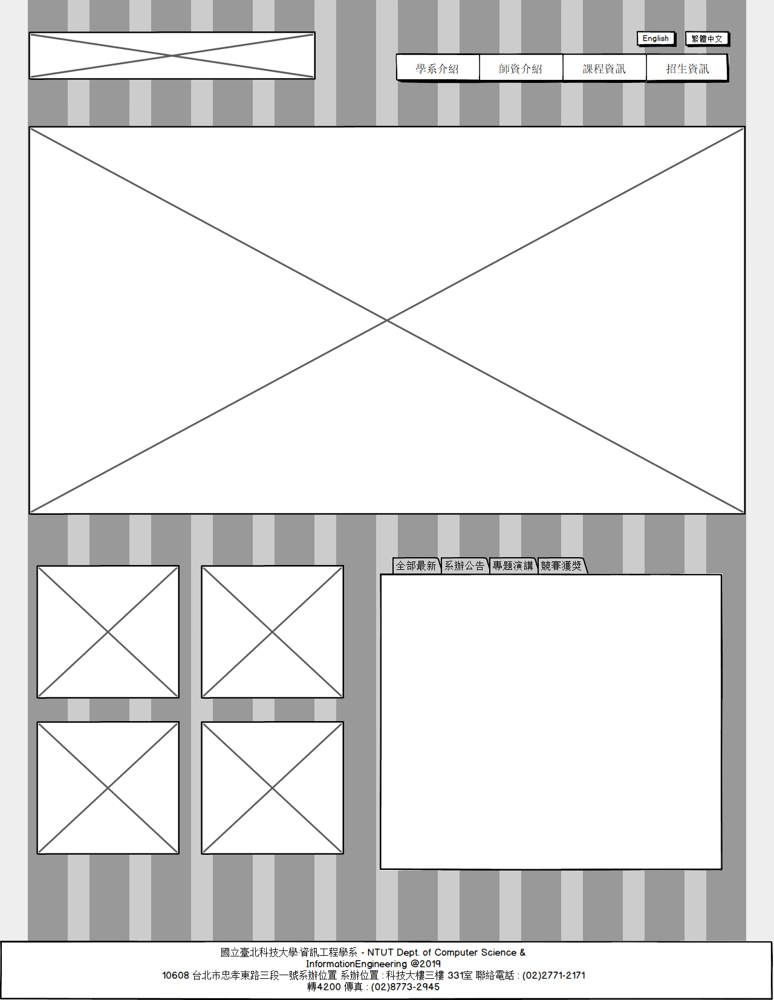 English
繁體中文
學系介紹
師資介紹
課程資訊
招生資訊
全部最新
系辦公告
專題演講
競賽獲獎
國立臺北科技大學·資訊工程學系 - NTUT Dept. of Computer Science &
InformationEngineering @2019
10608 台北市忠孝東路三段一號系辦位置 系辦位置 : 科技大樓三樓 331室 聯絡電話 : (02)2771-2171
轉4200 傳真 : (02)8773-2945